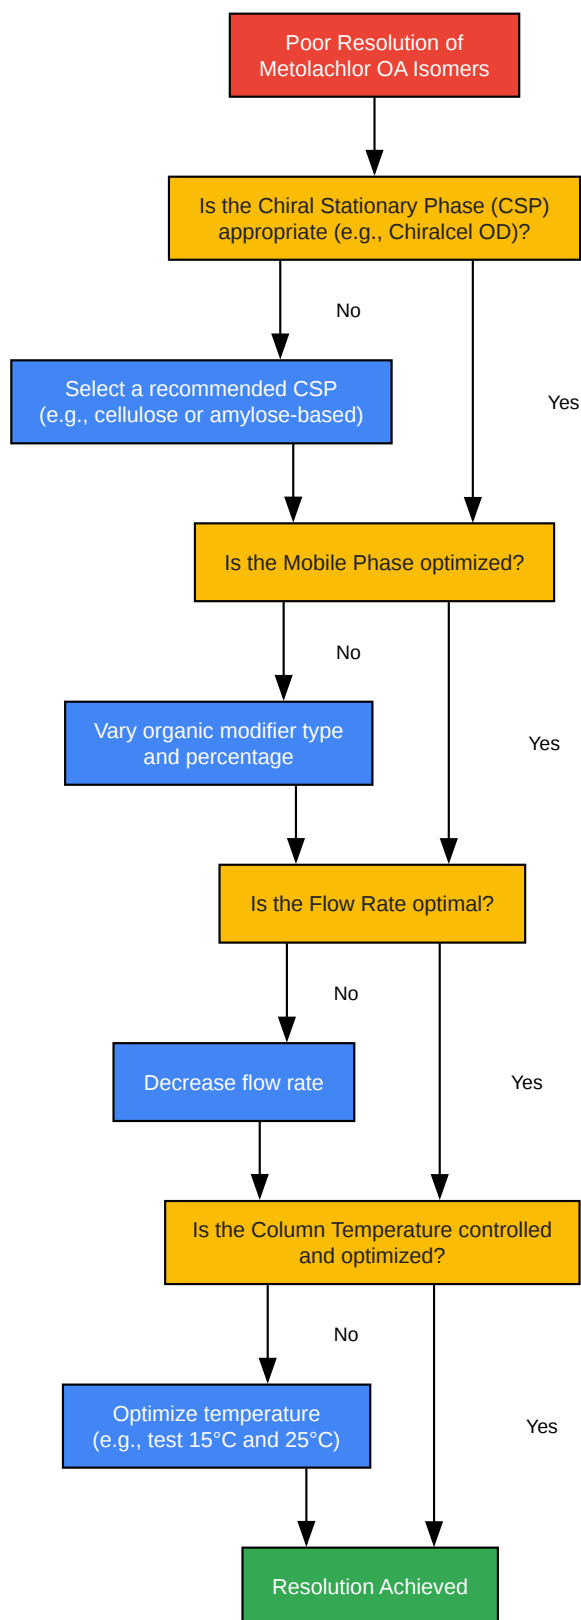 Poor Resolution of
Metolachlor OA Isomers
Is the Chiral Stationary Phase (CSP)
appropriate (e.g., Chiralcel OD)?
No
Select a recommended CSP
(e.g., cellulose or amylose-based)
Yes
Is the Mobile Phase optimized?
No
Vary organic modifier type
and percentage
Yes
Is the Flow Rate optimal?
No
Decrease flow rate
Yes
Is the Column Temperature controlled
and optimized?
No
Optimize temperature
(e.g., test 15°C and 25°C)
Yes
Resolution Achieved